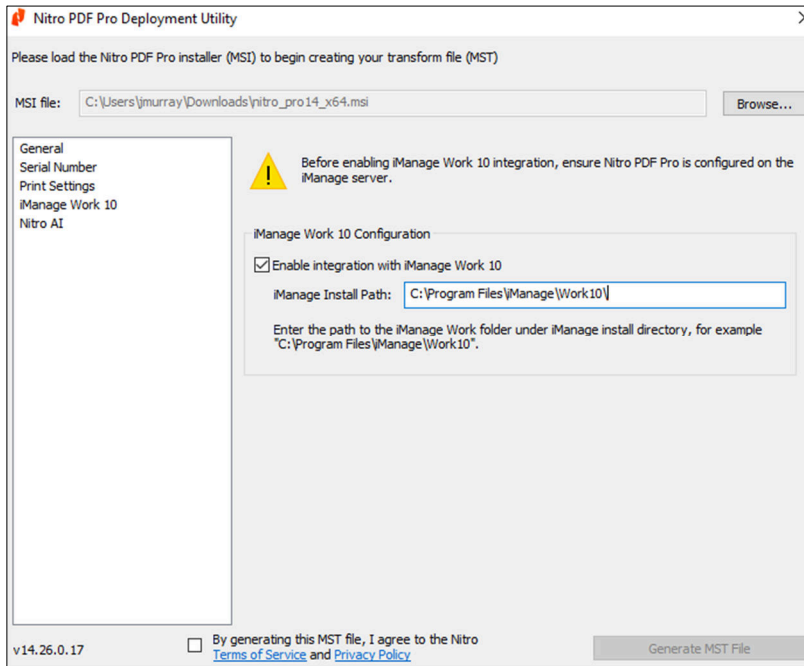 Nitro PDF Pro Deployment Utility
Please load the Nitro PDF Pro installer (MSI) to begin creating your transform file (MST)
MSI file: C:\Users\jmurray\Downloads\nitro_pro14_x64.msi Browse...
General
Serial Number
Print Settings
iManage Work 10
Nitro AI
Before enabling iManage Work 10 integration, ensure Nitro PDF Pro is configured on the
iManage server.
iManage Work 10 Configuration
Enable integration with iManage Work 10
iManage Install Path: C:\Program Files\iManage\Work10\
Enter the path to the iManage Work folder under iManage install directory, for example
"C:\Program Files\iManage\Work10".
v14.26.0.17
By generating this MST file, I agree to the Nitro
Terms of Service and Privacy Policy
Generate MST File